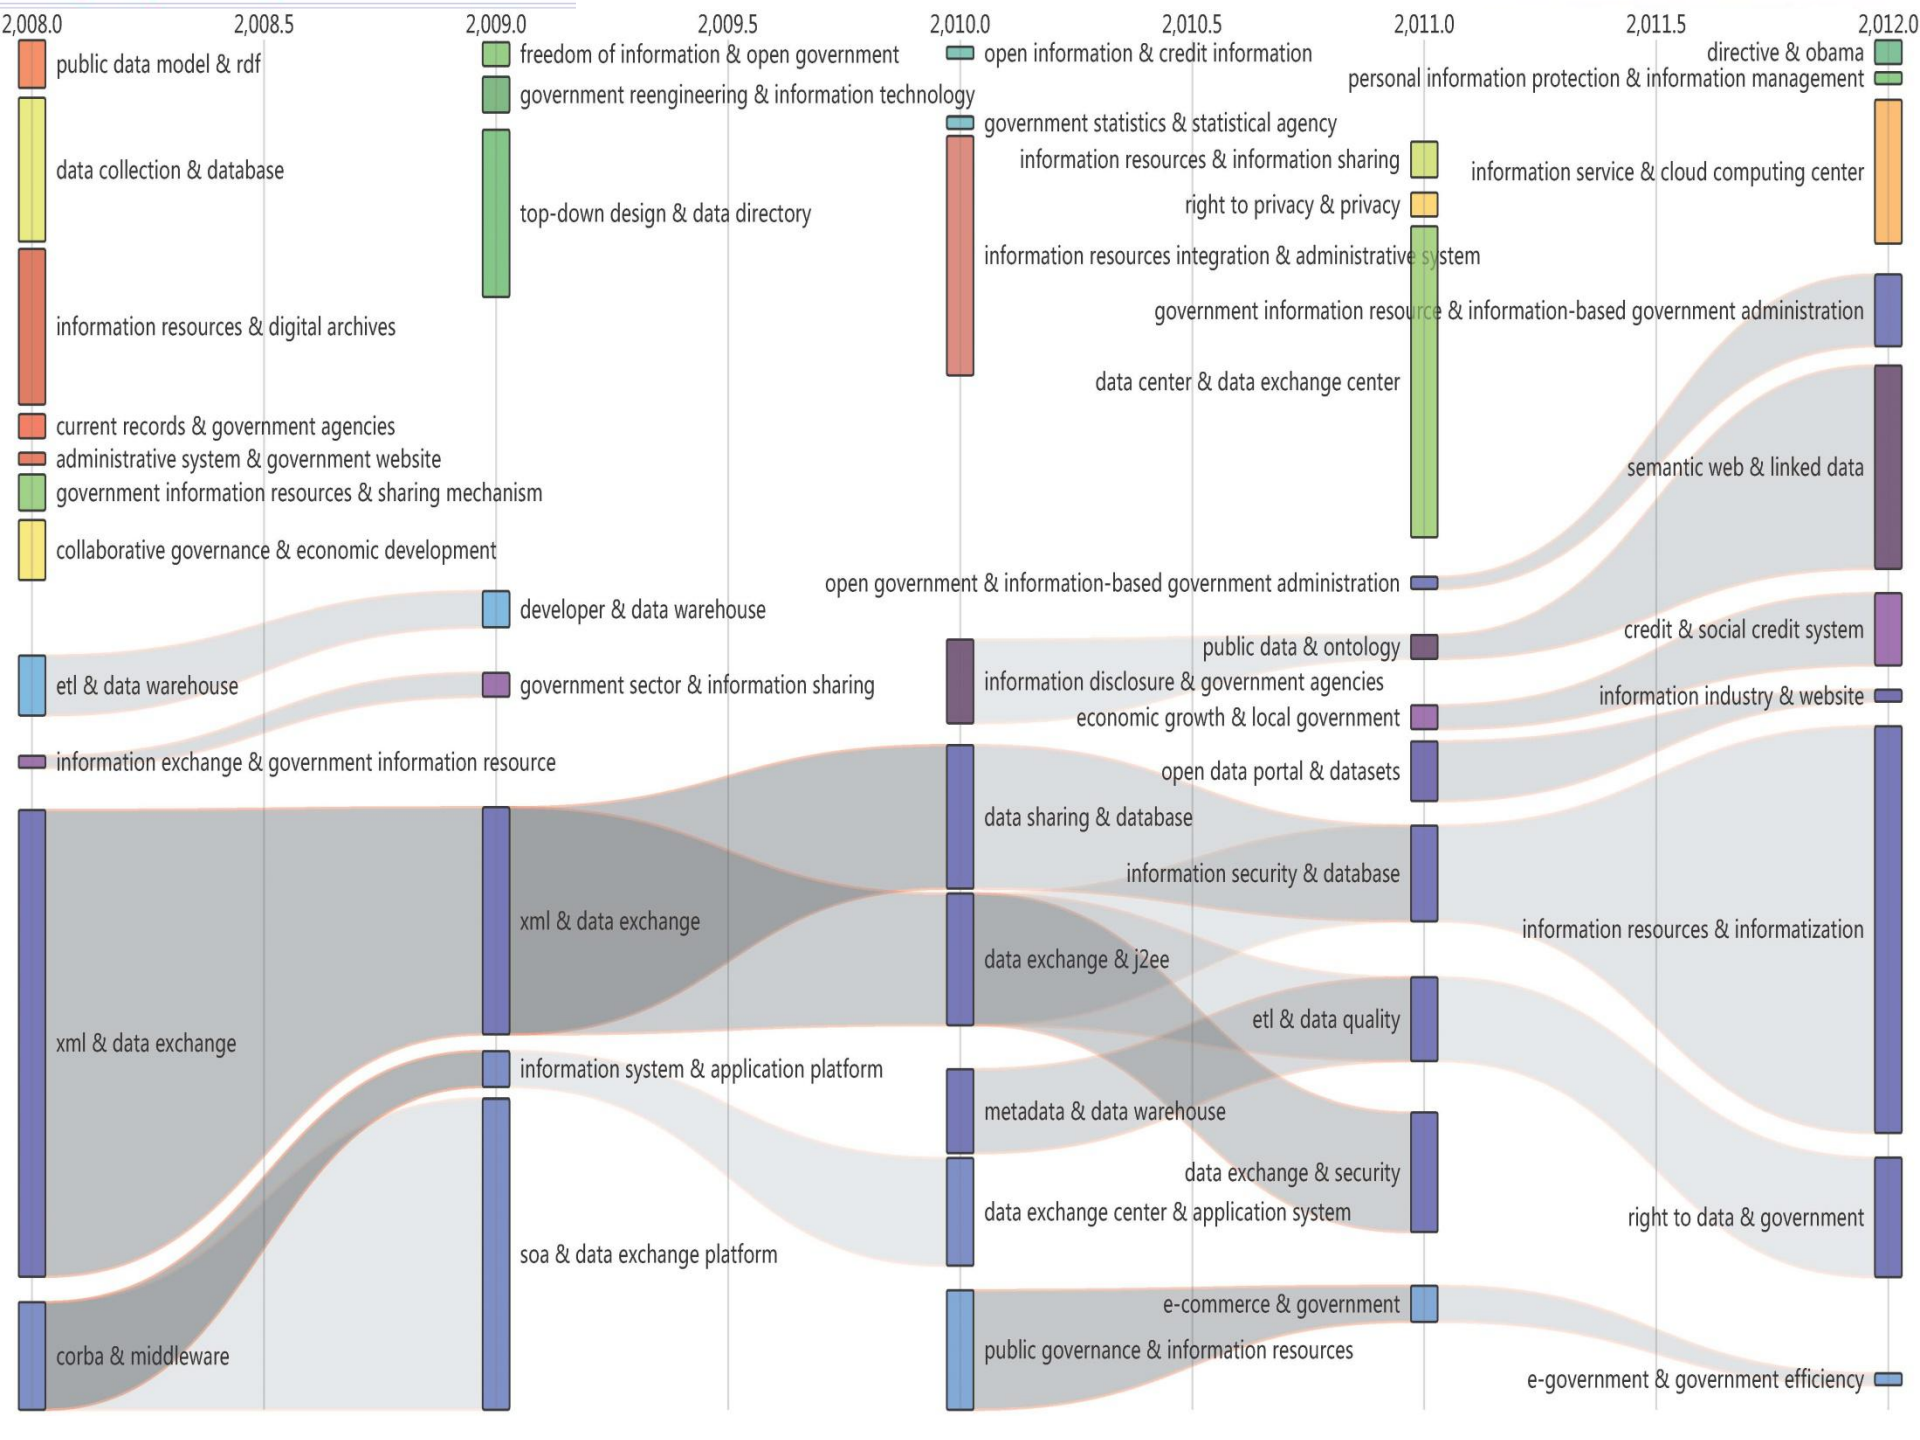 2,008.0 2,008.5 2,009.0 2,009.5 2,010.0 2,010.5 2,011.0 2,011.5 2,012.0
public data model & rdf
data collection & database
information resources & digital archives
current records & government agencies
administrative system & government website
government information resources & sharing mechanism
collaborative governance & economic development
etl & data warehouse
information exchange & government information resource
xml & data exchange
corba & middleware
freedom of information & open government
government reengineering & information technology
top-down design & data directory
developer & data warehouse
government sector & information sharing
xml & data exchange
information system & application platform
soa & data exchange platform
open information & credit information
government statistics & statistical agency
information resources integration & administrative system
information disclosure & government agencies
data sharing & database
data exchange & j2ee
metadata & data warehouse
data exchange center & application system
public governance & information resources
information resources & information sharing
right to privacy & privacy
data center & data exchange center
open government & information-based government administration
public data & ontology
economic growth & local government
open data portal & datasets
information security & database
etl & data quality
data exchange & security
e-commerce & government
directive & obama
personal information protection & information management
information service & cloud computing center
government information resource & information-based government administration
semantic web & linked data
credit & social credit system
information industry & website
information resources & informatization
right to data & government
e-government & government efficiency